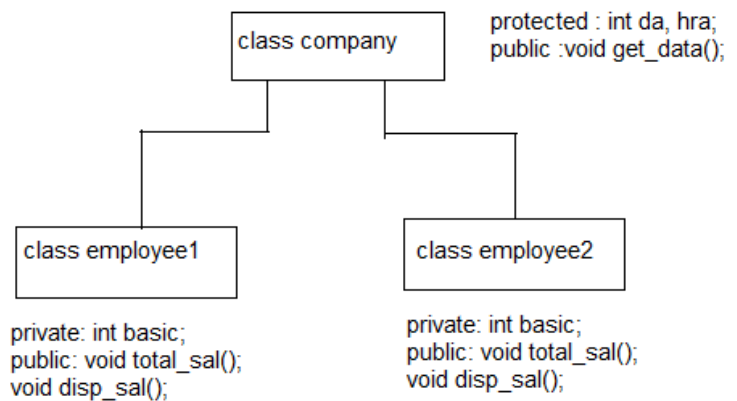 class company
protected : int da, hra;
public :void get_data();
class employee1
private: int basic;
public: void total_sal();
void disp_sal();
class employee2
private: int basic;
public: void total_sal();
void disp_sal();